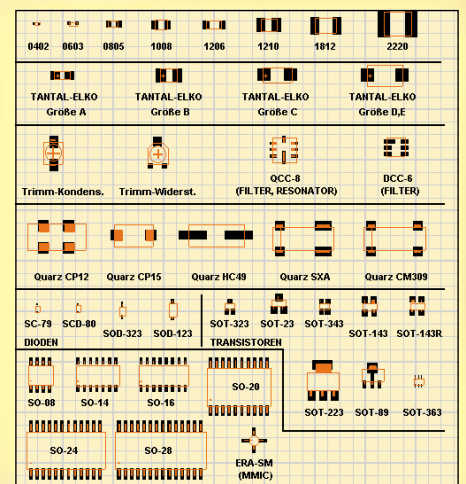 0402 0603 0805 1008 1206 1210 1812 2220
TANTAL-ELKO TANTAL-ELKO TANTAL-ELKO TANTAL-ELKO
Größe A Größe B Größe C Größe D,E
Trimm-Kondens. Trimm-Widerst. QCC-8 DCC-6
(FILTER, RESONATOR) (FILTER)
Quarz CP12 Quarz CP15 Quarz HC49 Quarz SXA Quarz CM309
SC-79 SCD-80 SOD-323 SOD-123 SOT-323 SOT-23 SOT-343 SOT-143 SOT-143R
DIODEN TRANSISTOREN
SO-08 SO-14 SO-16 SO-20
SOT-223 SOT-89 SOT-363
SO-24 SO-28
ERA-SM
(MMIC)